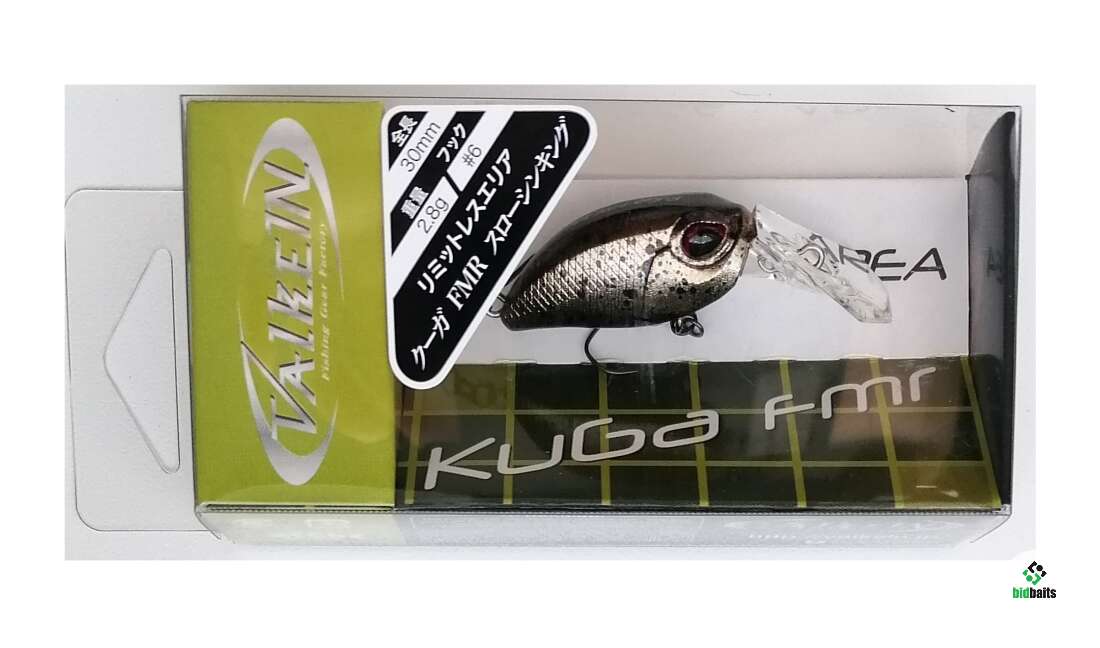 VALKEIN
Fishing Gear Factory
全長
30mm
フック
#6
重量
2.8g
リミットレスエリア
クーガ FMR スローシンキング
AREA
KUGa Fmr
bidbaits